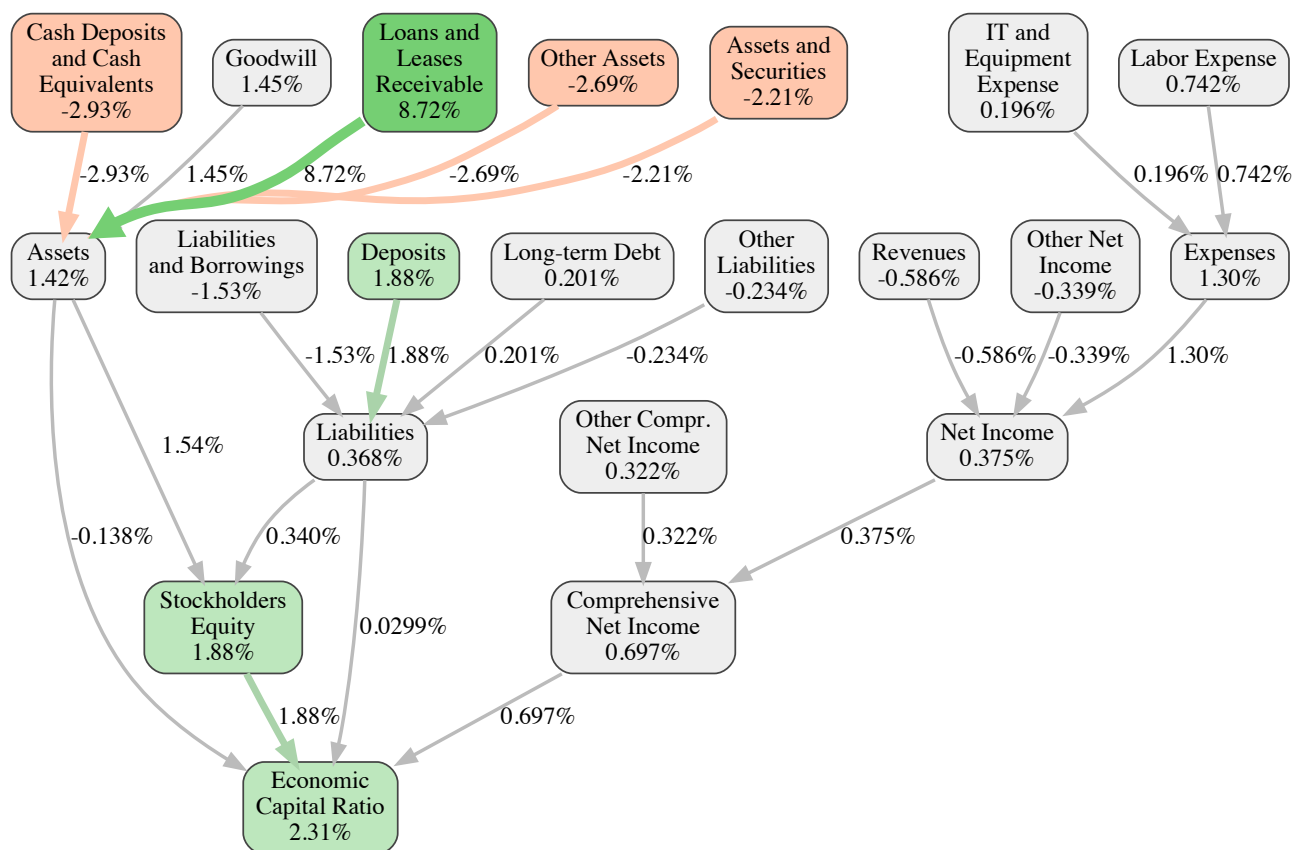 Cash Deposits
and Cash
Equivalents
-2.93%
Goodwill
1.45%
Loans and
Leases
Receivable
8.72%
Other Assets
-2.69%
Assets and
Securities
-2.21%
IT and
Equipment
Expense
0.196%
Labor Expense
0.742%
-2.93%
1.45%
8.72%
-2.69%
-2.21%
0.196%
0.742%
Assets
1.42%
Liabilities
and Borrowings
-1.53%
Deposits
1.88%
Long-term Debt
0.201%
Other
Liabilities
-0.234%
Revenues
-0.586%
Other Net
Income
-0.339%
Expenses
1.30%
-1.53%
1.88%
0.201%
-0.234%
-0.586%
-0.339%
1.30%
1.54%
Liabilities
0.368%
Other Compr.
Net Income
0.322%
Net Income
0.375%
-0.138%
0.340%
0.322%
0.375%
Stockholders
Equity
1.88%
0.0299%
Comprehensive
Net Income
0.697%
1.88%
0.697%
Economic
Capital Ratio
2.31%